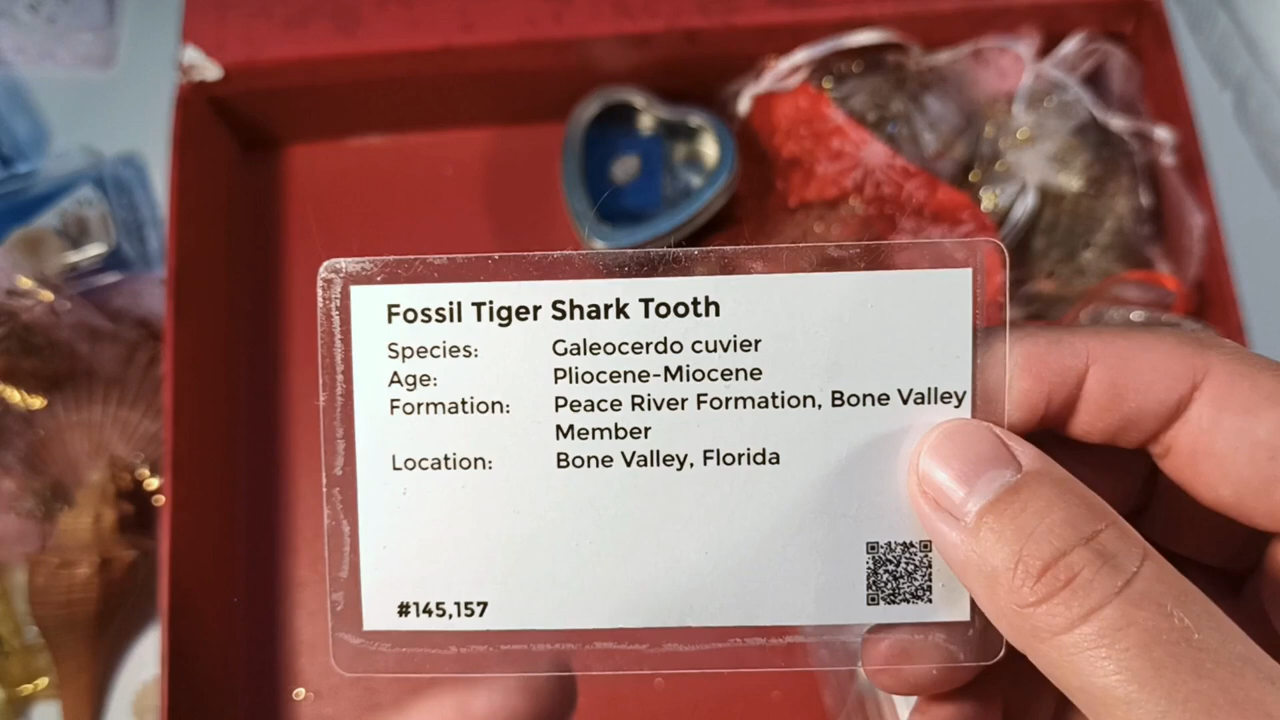 Fossil Tiger Shark Tooth
Species: Galeocerdo cuvier
Age: Pliocene-Miocene
Formation: Peace River Formation, Bone Valley
Member
Location: Bone Valley, Florida
#145,157